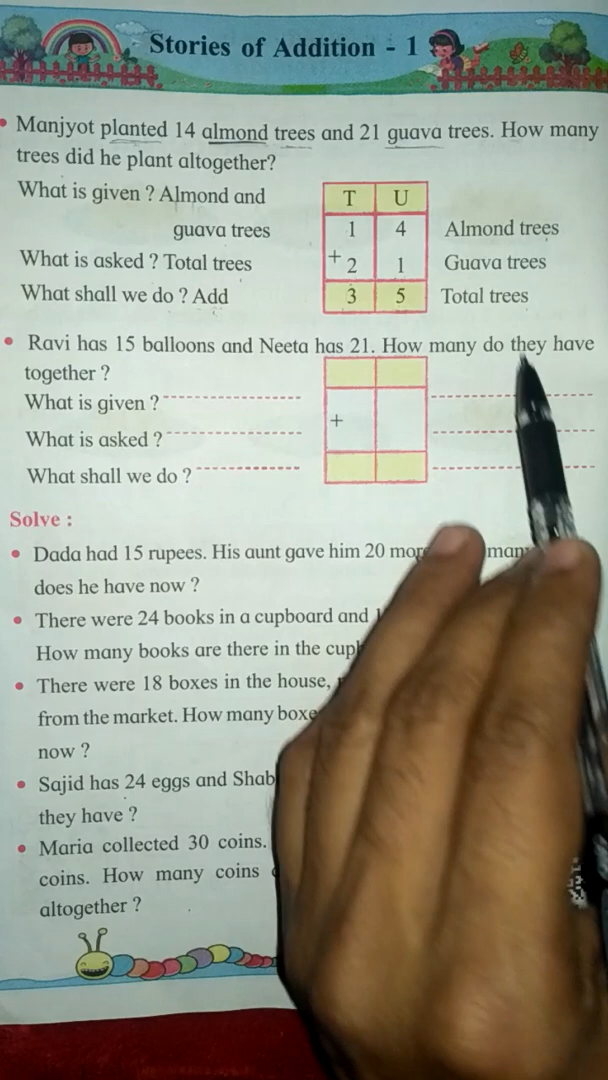 Stories of Addition - 1
Manjyot planted 14 almond trees and 21 guava trees. How many
trees did he plant altogether?
What is given ? Almond and
guava trees
What is asked ? Total trees
What shall we do ? Add
T U
1 4 Almond trees
+ 2 1 Guava trees
3 5 Total trees
Ravi has 15 balloons and Neeta has 21. How many do they have
together ?
What is given ?
What is asked ?
What shall we do ?
+
Solve :
Dada had 15 rupees. His aunt gave him 20
does he have now ?
There were 24 books in a cupboard and
How many books are there in the
There were 18 boxes in the house,
from the market. How many
now ?
Sajid has 24 eggs and
they have ?
Maria collected 30 coins.
coins. How many coins
altogether ?